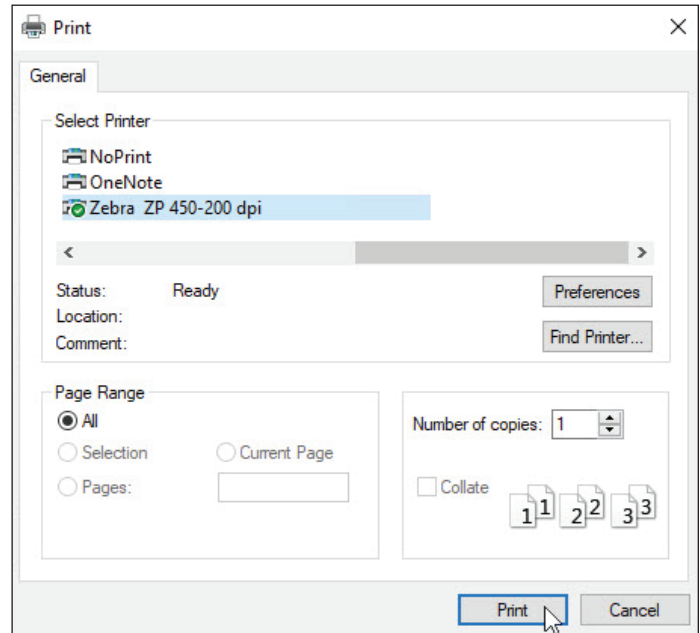 Print
General
Select Printer
NoPrint
OneNote
Zebra ZP 450-200 dpi
Status: Ready
Location:
Comment:
Preferences
Find Printer...
Page Range
All
Selection
Current Page
Pages:
Number of copies: 1
Collate
1 1 2 2 3 3
Print
Cancel